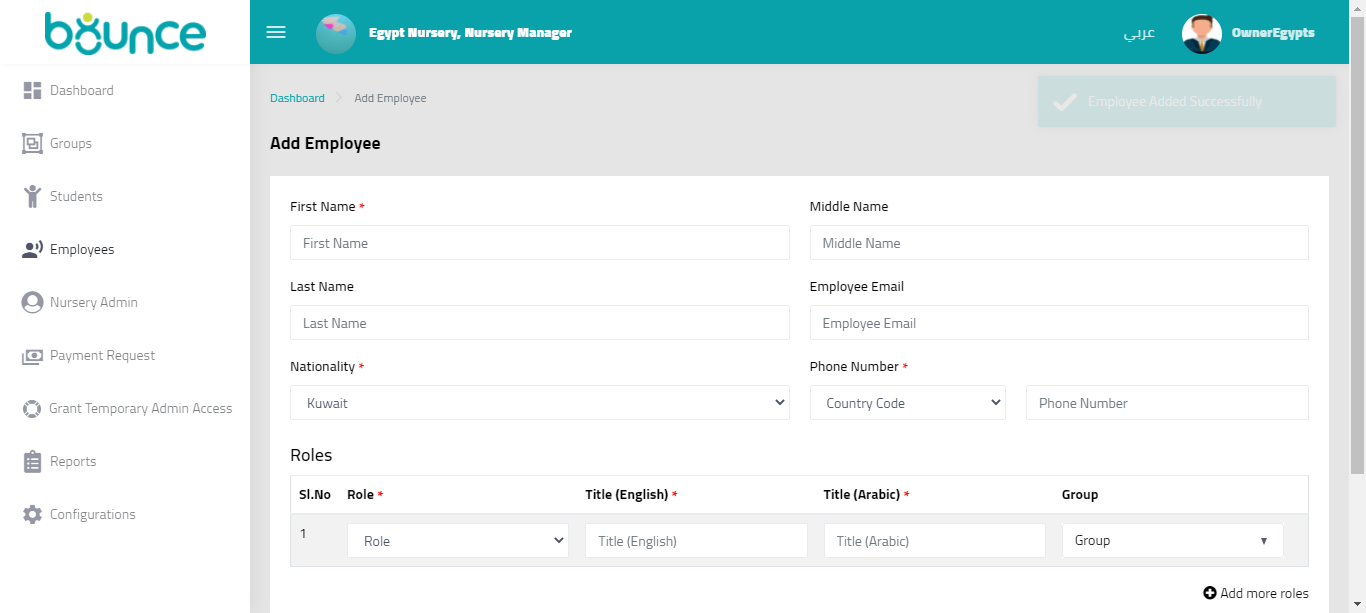 bounce
Egypt Nursery, Nursery Manager
عربي
OwnerEgypts
Dashboard
Groups
Students
Employees
Nursery Admin
Payment Request
Grant Temporary Admin Access
Reports
Configurations
Dashboard > Add Employee
Employee Added Successfully
Add Employee
First Name *
Middle Name
First Name
Middle Name
Last Name
Employee Email
Last Name
Employee Email
Nationality *
Phone Number *
Kuwait
Country Code
Phone Number
Roles
Sl.No Role * Title (English) * Title (Arabic) * Group
1 Role Title (English) Title (Arabic) Group
Add more roles